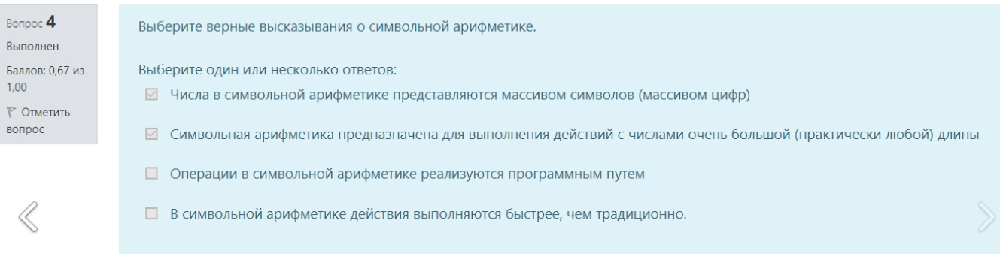 Вопрос 4
Выполнен
Баллов: 0,67 из
1,00
Отметить
вопрос
Выберите верные высказывания о символьной арифметике.
Выберите один или несколько ответов:
Числа в символьной арифметике представляются массивом символов (массивом цифр)
Символьная арифметика предназначена для выполнения действий с числами очень большой (практически любой) длины
Операции в символьной арифметике реализуются программным путем
В символьной арифметике действия выполняются быстрее, чем традиционно.